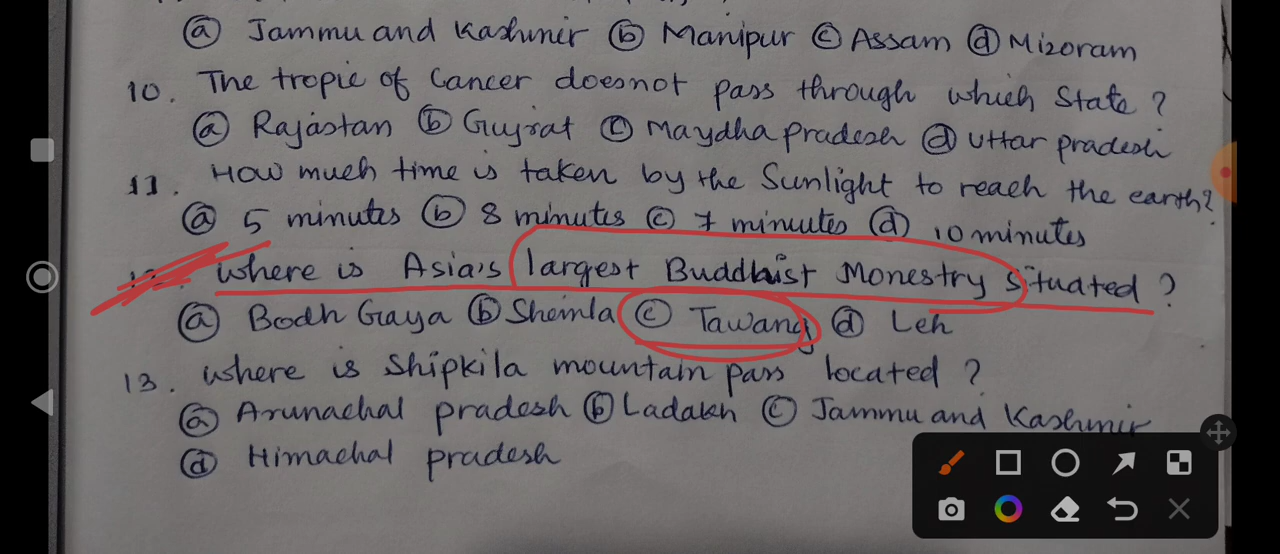 ⓐ Jammu and Kashmir ⓑ Manipur ⓒ Assam ⓓ Mizoram
10. The tropic of Cancer doesnot pass through which State ?
ⓐ Rajastan ⓑ Gujrat ⓒ Maydha pradesh ⓓ uttar pradesh
11. How much time is taken by the Sunlight to reach the earth?
ⓐ 5 minutes ⓑ 8 minutes ⓒ 7 minutes ⓓ 10 minutes
12. where is Asia's largest Buddhist Monestry Situated ?
ⓐ Bodh Gaya ⓑ Shemla ⓒ Tawang ⓓ Leh
13. where is Shipkila mountain pass located ?
ⓐ Arunachal pradesh ⓑ Ladakh ⓒ Jammu and Kashmir
ⓓ Himachal pradesh